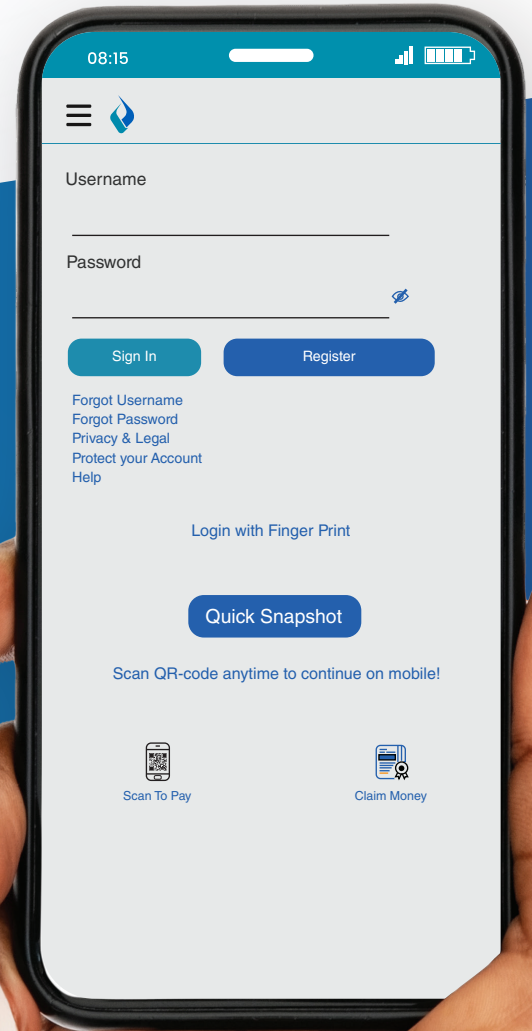 08:15
Username
Password
Sign In
Register
Forgot Username
Forgot Password
Privacy & Legal
Protect your Account
Help
Login with Finger Print
Quick Snapshot
Scan QR-code anytime to continue on mobile!
Scan To Pay
Claim Money